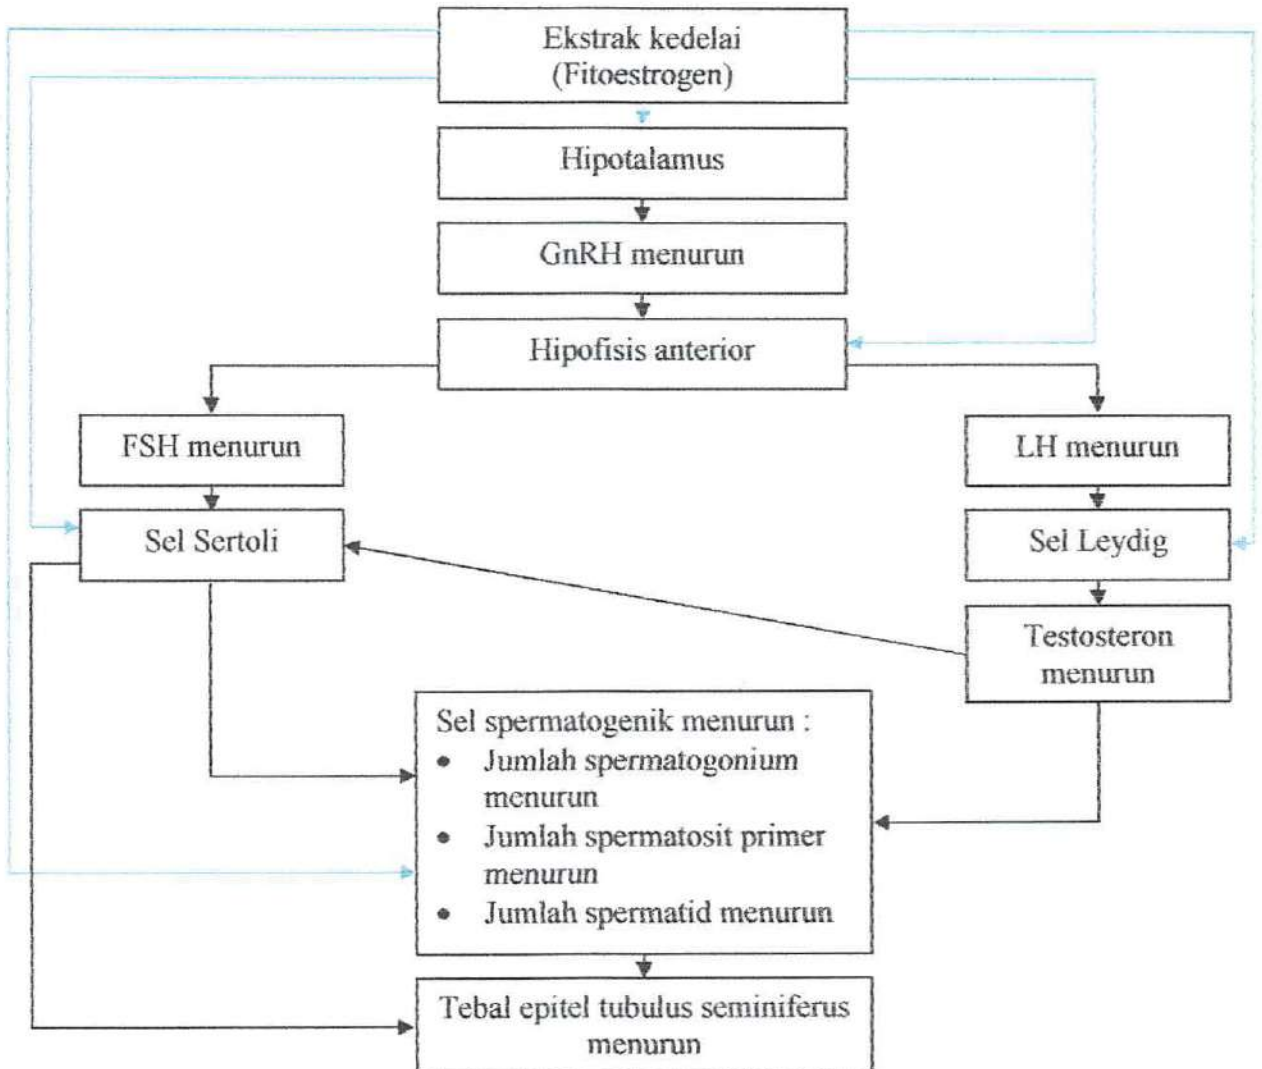 Ekstrak kedelai
(Fitoestrogen)
Hipotalamus
GnRH menurun
Hipofisis anterior
FSH menurun
LH menurun
Sel Sertoli
Sel Leydig
Testosteron
menurun
Sel spermatogenik menurun :
• Jumlah spermatogonium
menurun
• Jumlah spermatosit primer
menurun
• Jumlah spermatid menurun
Tebal epitel tubulus seminiferus
menurun